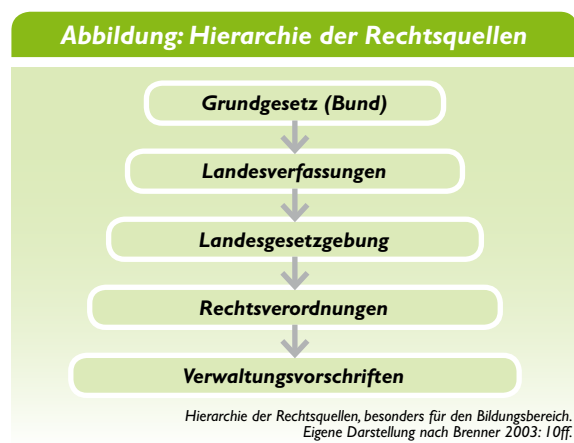 Abbildung: Hierarchie der Rechtsquellen
Grundgesetz (Bund)
Landesverfassungen
Landesgesetzgebung
Rechtsverordnungen
Verwaltungsvorschriften
Hierarchie der Rechtsquellen, besonders für den Bildungsbereich.
Eigene Darstellung nach Brenner 2003: 10ff.